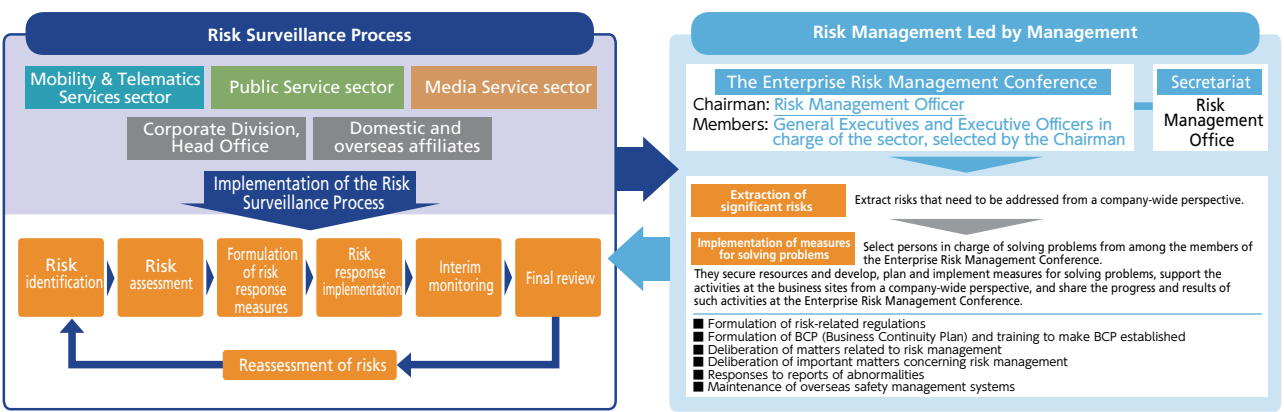 Risk Surveillance Process
Mobility & Telematics
Services sector
Public Service sector
Media Service sector
Corporate Division,
Head Office
Domestic and
overseas affiliates
Implementation of the Risk
Surveillance Process
Risk
identification
Risk
assessment
Formulation
of risk
response
measures
Risk
response
implementation
Interim
monitoring
Final review
Reassessment of risks
Risk Management Led by Management
The Enterprise Risk Management Conference
Chairman: Risk Management Officer
Members: General Executives and Executive Officers in
charge of the sector, selected by the Chairman
Secretariat
Risk
Management
Office
Extraction of
significant risks
Extract risks that need to be addressed from a company-wide perspective.
Implementation of measures
for solving problems
Select persons in charge of solving problems from among the members of
the Enterprise Risk Management Conference.
They secure resources and develop, plan and implement measures for solving problems, support the
activities at the business sites from a company-wide perspective, and share the progress and results of
such activities at the Enterprise Risk Management Conference.
■ Formulation of risk-related regulations
■ Formulation of BCP (Business Continuity Plan) and training to make BCP established
■ Deliberation of matters related to risk management
■ Deliberation of important matters concerning risk management
■ Responses to reports of abnormalities
■ Maintenance of overseas safety management systems